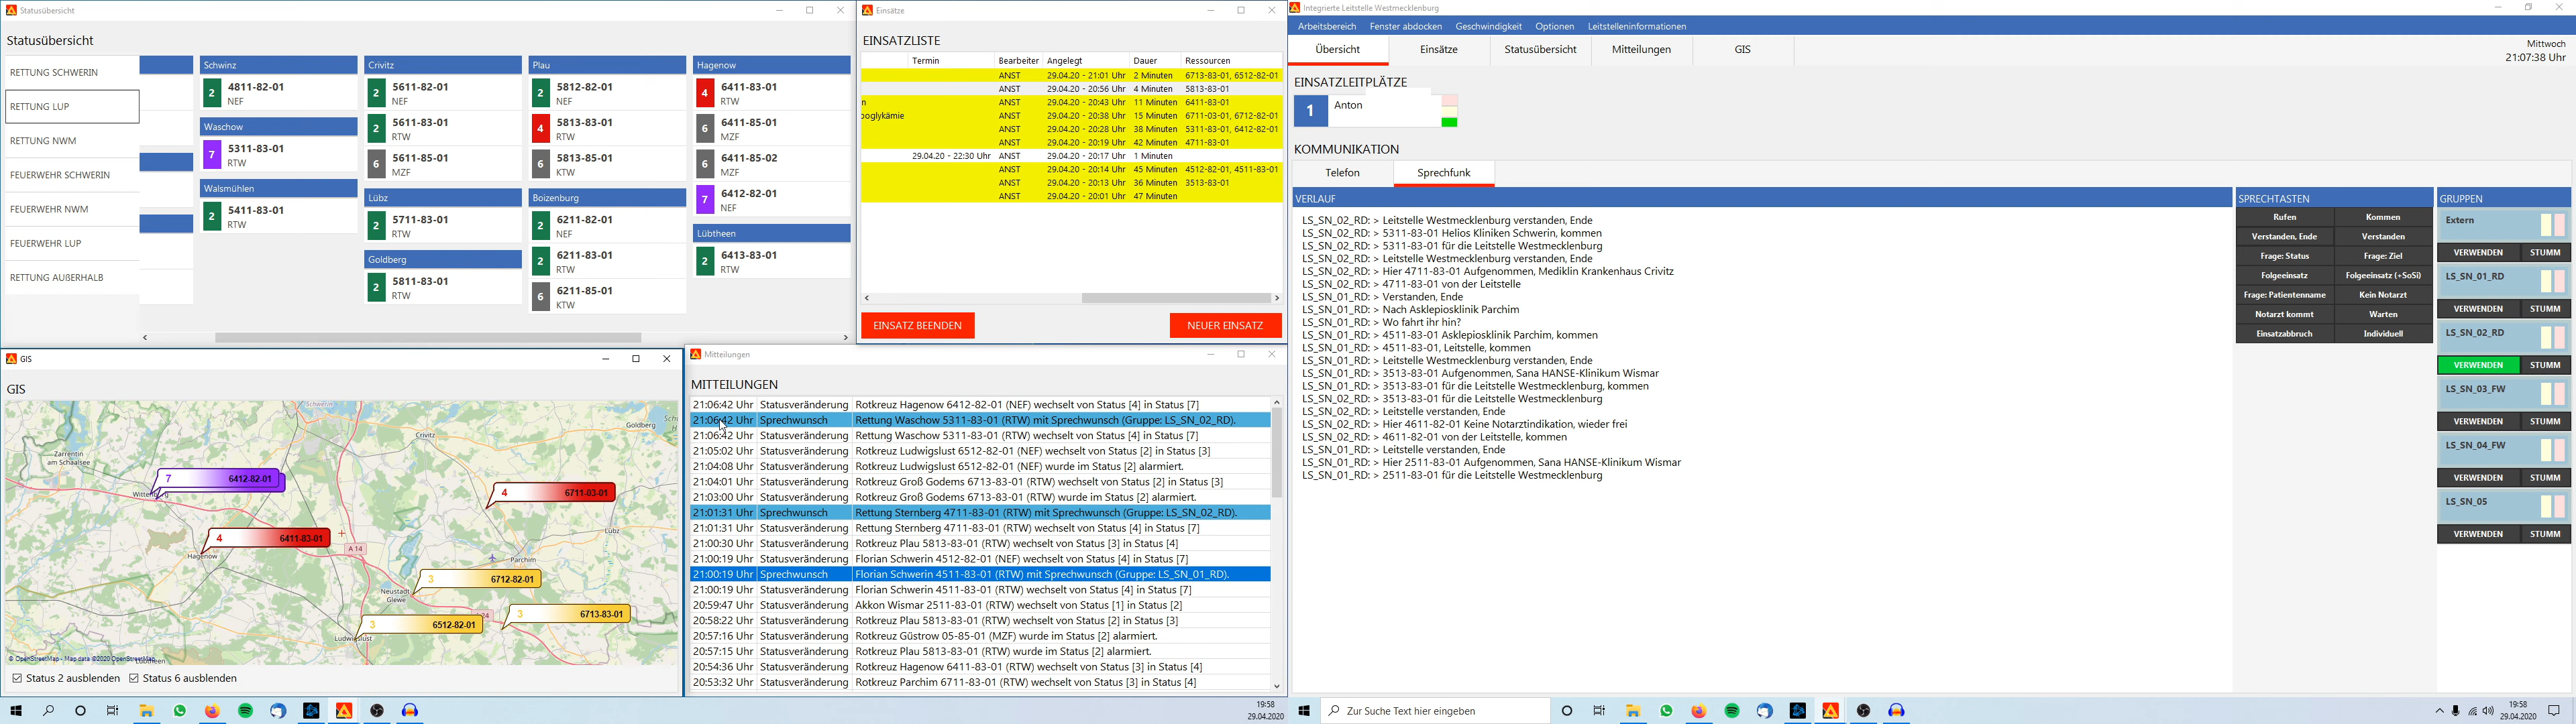 Statusübersicht
Statusübersicht
RETTUNG SCHWERIN
RETTUNG LUP
RETTUNG NWM
FEUERWEHR SCHWERIN
FEUERWEHR NWM
FEUERWEHR LUP
RETTUNG AUßERHALB
Schwinz
2 4811-82-01
NEF
Waschow
7 5311-83-01
RTW
Walsmühlen
2 5411-83-01
RTW
Crivitz
2 5611-82-01
NEF
2 5611-83-01
RTW
6 5611-85-01
MZF
Lübz
2 5711-83-01
RTW
Goldberg
2 5811-83-01
RTW
Plau
2 5812-82-01
NEF
4 5813-83-01
RTW
6 5813-85-01
KTW
Boizenburg
2 6211-82-01
NEF
2 6211-83-01
RTW
6 6211-85-01
KTW
Hagenow
4 6411-83-01
RTW
6 6411-85-01
MZF
6 6411-85-02
MZF
7 6412-82-01
NEF
Lübtheen
2 6413-83-01
RTW
Einsätze
EINSATZLISTE
Termin Bearbeiter Angelegt Dauer Ressourcen
ANST 29.04.20 - 21:01 Uhr 2 Minuten 6713-83-01, 6512-82-01
ANST 29.04.20 - 20:56 Uhr 4 Minuten 5813-83-01
n ANST 29.04.20 - 20:43 Uhr 11 Minuten 6411-83-01
oglykämie ANST 29.04.20 - 20:38 Uhr 15 Minuten 6711-03-01, 6712-82-01
ANST 29.04.20 - 20:28 Uhr 38 Minuten 5311-83-01, 6412-82-01
ANST 29.04.20 - 20:19 Uhr 42 Minuten 4711-83-01
29.04.20 - 22:30 Uhr ANST 29.04.20 - 20:17 Uhr 1 Minuten
ANST 29.04.20 - 20:14 Uhr 45 Minuten 4512-82-01, 4511-83-01
ANST 29.04.20 - 20:13 Uhr 36 Minuten 3513-83-01
ANST 29.04.20 - 20:01 Uhr 47 Minuten
EINSATZ BEENDEN NEUER EINSATZ
GIS
GIS
Schwerin
Goldberg
Crivitz
Zarrentin
am Schaalsee
7 6412-82-01
4 6711-03-01
4 6411-83-01
Hagenow
A 14
Lübz
Parchim
3 6712-82-01
Neustadt-
Glewe
3 6713-83-01
3 6512-82-01
Ludwigslust
© OpenStreetMap - Map data ©2020 OpenStreetMap
Lübtheen
Status 2 ausblenden Status 6 ausblenden
Mitteilungen
MITTEILUNGEN
21:06:42 Uhr Statusveränderung Rotkreuz Hagenow 6412-82-01 (NEF) wechselt von Status [4] in Status [7]
21:06:42 Uhr Sprechwunsch Rettung Waschow 5311-83-01 (RTW) mit Sprechwunsch (Gruppe: LS_SN_02_RD).
21:06:42 Uhr Statusveränderung Rettung Waschow 5311-83-01 (RTW) wechselt von Status [4] in Status [7]
21:05:02 Uhr Statusveränderung Rotkreuz Ludwigslust 6512-82-01 (NEF) wechselt von Status [2] in Status [3]
21:04:08 Uhr Statusveränderung Rotkreuz Ludwigslust 6512-82-01 (NEF) wurde im Status [2] alarmiert.
21:04:01 Uhr Statusveränderung Rotkreuz Groß Godems 6713-83-01 (RTW) wechselt von Status [2] in Status [3]
21:03:00 Uhr Statusveränderung Rotkreuz Groß Godems 6713-83-01 (RTW) wurde im Status [2] alarmiert.
21:01:31 Uhr Sprechwunsch Rettung Sternberg 4711-83-01 (RTW) mit Sprechwunsch (Gruppe: LS_SN_02_RD).
21:01:31 Uhr Statusveränderung Rettung Sternberg 4711-83-01 (RTW) wechselt von Status [4] in Status [7]
21:00:30 Uhr Statusveränderung Rotkreuz Plau 5813-83-01 (RTW) wechselt von Status [3] in Status [4]
21:00:19 Uhr Statusveränderung Florian Schwerin 4512-82-01 (NEF) wechselt von Status [4] in Status [7]
21:00:19 Uhr Sprechwunsch Florian Schwerin 4511-83-01 (RTW) mit Sprechwunsch (Gruppe: LS_SN_01_RD).
21:00:19 Uhr Statusveränderung Florian Schwerin 4511-83-01 (RTW) wechselt von Status [4] in Status [7]
20:59:47 Uhr Statusveränderung Akkon Wismar 2511-83-01 (RTW) wechselt von Status [1] in Status [2]
20:58:22 Uhr Statusveränderung Rotkreuz Plau 5813-83-01 (RTW) wechselt von Status [2] in Status [3]
20:57:16 Uhr Statusveränderung Rotkreuz Güstrow 05-85-01 (MZF) wurde im Status [2] alarmiert.
20:57:15 Uhr Statusveränderung Rotkreuz Plau 5813-83-01 (RTW) wurde im Status [2] alarmiert.
20:54:36 Uhr Statusveränderung Rotkreuz Hagenow 6411-83-01 (RTW) wechselt von Status [3] in Status [4]
20:53:32 Uhr Statusveränderung Rotkreuz Parchim 6711-83-01 (RTW) wechselt von Status [3] in Status [4]
19:58
29.04.2020
Integrierte Leitstelle Westmecklenburg
Arbeitsbereich Fenster abdocken Geschwindigkeit Optionen Leitstelleninformationen
Übersicht Einsätze Statusübersicht Mitteilungen GIS
Mittwoch
21:07:38 Uhr
EINSATZLEITPLÄTZE
1 Anton
KOMMUNIKATION
Telefon Sprechfunk
VERLAUF
LS_SN_02_RD: > Leitstelle Westmecklenburg verstanden, Ende
LS_SN_02_RD: > 5311-83-01 Helios Kliniken Schwerin, kommen
LS_SN_02_RD: > 5311-83-01 für die Leitstelle Westmecklenburg
LS_SN_02_RD: > Leitstelle Westmecklenburg verstanden, Ende
LS_SN_02_RD: > Hier 4711-83-01 Aufgenommen, Mediklin Krankenhaus Crivitz
LS_SN_02_RD: > 4711-83-01 von der Leitstelle
LS_SN_01_RD: > Verstanden, Ende
LS_SN_01_RD: > Nach Asklepiosklinik Parchim
LS_SN_01_RD: > Wo fahrt ihr hin?
LS_SN_01_RD: > 4511-83-01 Asklepiosklinik Parchim, kommen
LS_SN_01_RD: > 4511-83-01, Leitstelle, kommen
LS_SN_01_RD: > Leitstelle Westmecklenburg verstanden, Ende
LS_SN_01_RD: > 3513-83-01 Aufgenommen, Sana HANSE-Klinikum Wismar
LS_SN_01_RD: > 3513-83-01 für die Leitstelle Westmecklenburg, kommen
LS_SN_02_RD: > 3513-83-01 für die Leitstelle Westmecklenburg
LS_SN_02_RD: > Leitstelle verstanden, Ende
LS_SN_02_RD: > Hier 4611-82-01 Keine Notarztindikation, wieder frei
LS_SN_02_RD: > 4611-82-01 von der Leitstelle, kommen
LS_SN_01_RD: > Leitstelle verstanden, Ende
LS_SN_01_RD: > Hier 2511-83-01 Aufgenommen, Sana HANSE-Klinikum Wismar
LS_SN_01_RD: > 2511-83-01 für die Leitstelle Westmecklenburg
SPRECHTASTEN
Rufen Kommen
Verstanden, Ende Verstanden
Frage: Status Frage: Ziel
Folgeeinsatz Folgeeinsatz (+SoSi)
Frage: Patientenname Kein Notarzt
Notarzt kommt Warten
Einsatzabbruch Individuell
GRUPPEN
Extern
VERWENDEN STUMM
LS_SN_01_RD
VERWENDEN STUMM
LS_SN_02_RD
VERWENDEN STUMM
LS_SN_03_FW
VERWENDEN STUMM
LS_SN_04_FW
VERWENDEN STUMM
LS_SN_05
VERWENDEN STUMM
Zur Suche Text hier eingeben
19:58
29.04.2020